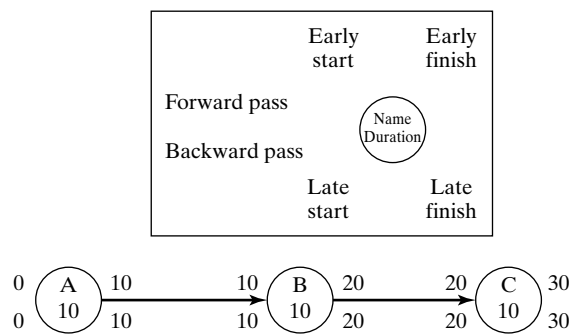 Early Early
start finish
Forward pass
Name
Duration
Backward pass
Late Late
start finish
0 A 10 10 B 20 20 C 30
10 10 10
0 10 10 20 20 30